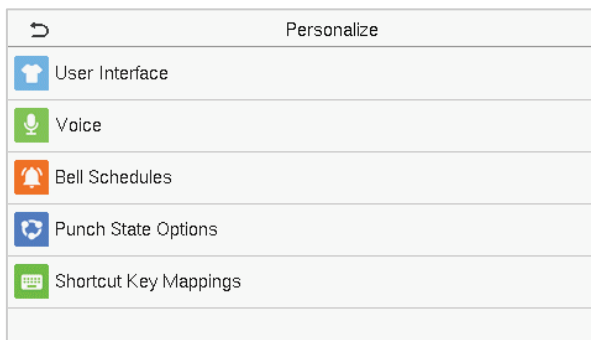 Personalize
User Interface
Voice
Bell Schedules
Punch State Options
Shortcut Key Mappings